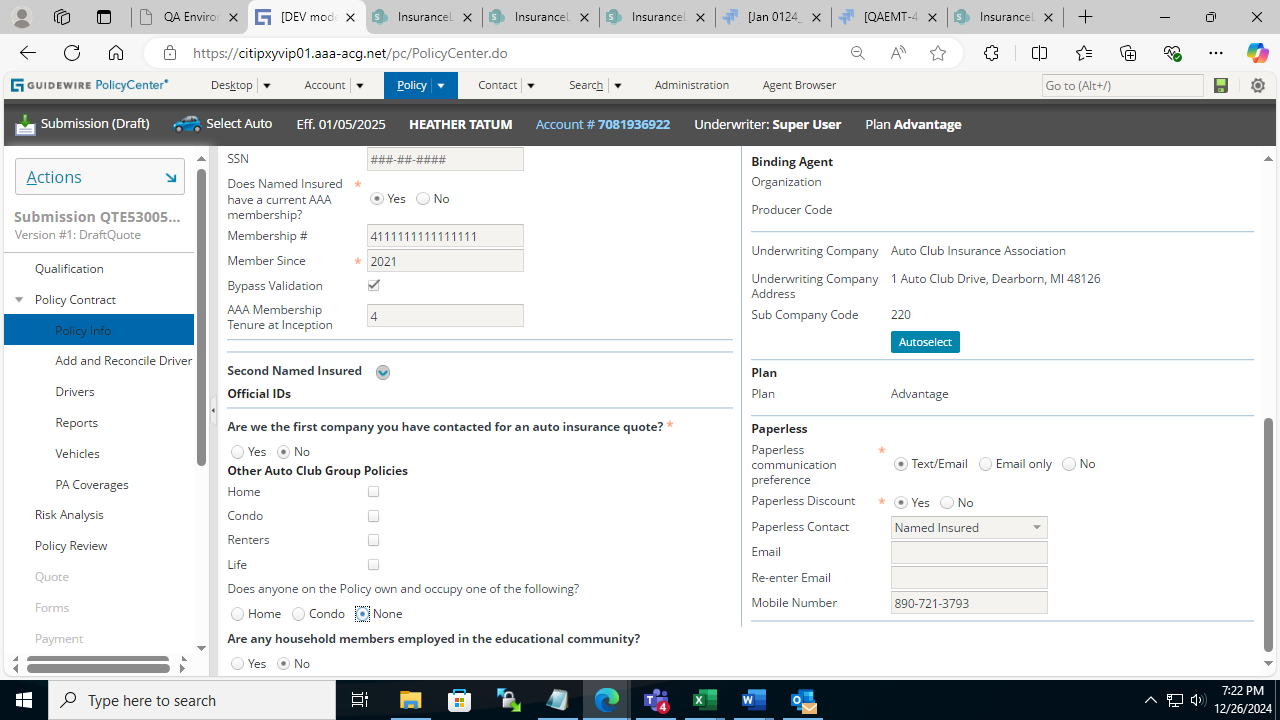 QA Environ
[DEV mode
InsuranceL
InsuranceL
InsuranceL
[Jan 0124_
[QAEMT-4
InsuranceL
https://citipxyvip01.aaa-acg.net/pc/PolicyCenter.do
GUIDEWIRE PolicyCenter®
Desktop
Account
Policy
Contact
Search
Administration
Agent Browser
Go to (Alt+/)
Submission (Draft)
Select Auto
Eff. 01/05/2025
HEATHER TATUM
Account # 7081936922
Underwriter: Super User
Plan Advantage
Actions
Submission QTE53005...
Version #1: DraftQuote
Qualification
Policy Contract
Policy Info
Add and Reconcile Driver
Drivers
Reports
Vehicles
PA Coverages
Risk Analysis
Policy Review
Quote
Forms
Payment
SSN
###-##-####
Does Named Insured
have a current AAA
membership?
*
Yes
No
Membership #
4111111111111111
Member Since
*
2021
Bypass Validation
AAA Membership
Tenure at Inception
4
Second Named Insured
Official IDs
Are we the first company you have contacted for an auto insurance quote? *
Yes
No
Other Auto Club Group Policies
Home
Condo
Renters
Life
Does anyone on the Policy own and occupy one of the following?
Home
Condo
None
Are any household members employed in the educational community?
Yes
No
Binding Agent
Organization
Producer Code
Underwriting Company
Auto Club Insurance Association
Underwriting Company
Address
1 Auto Club Drive, Dearborn, MI 48126
Sub Company Code
220
Autoselect
Plan
Plan
Advantage
Paperless
Paperless
communication
preference
*
Text/Email
Email only
No
Paperless Discount
*
Yes
No
Paperless Contact
Named Insured
Email
Re-enter Email
Mobile Number
890-721-3793
Type here to search
4
7:22 PM
12/26/2024